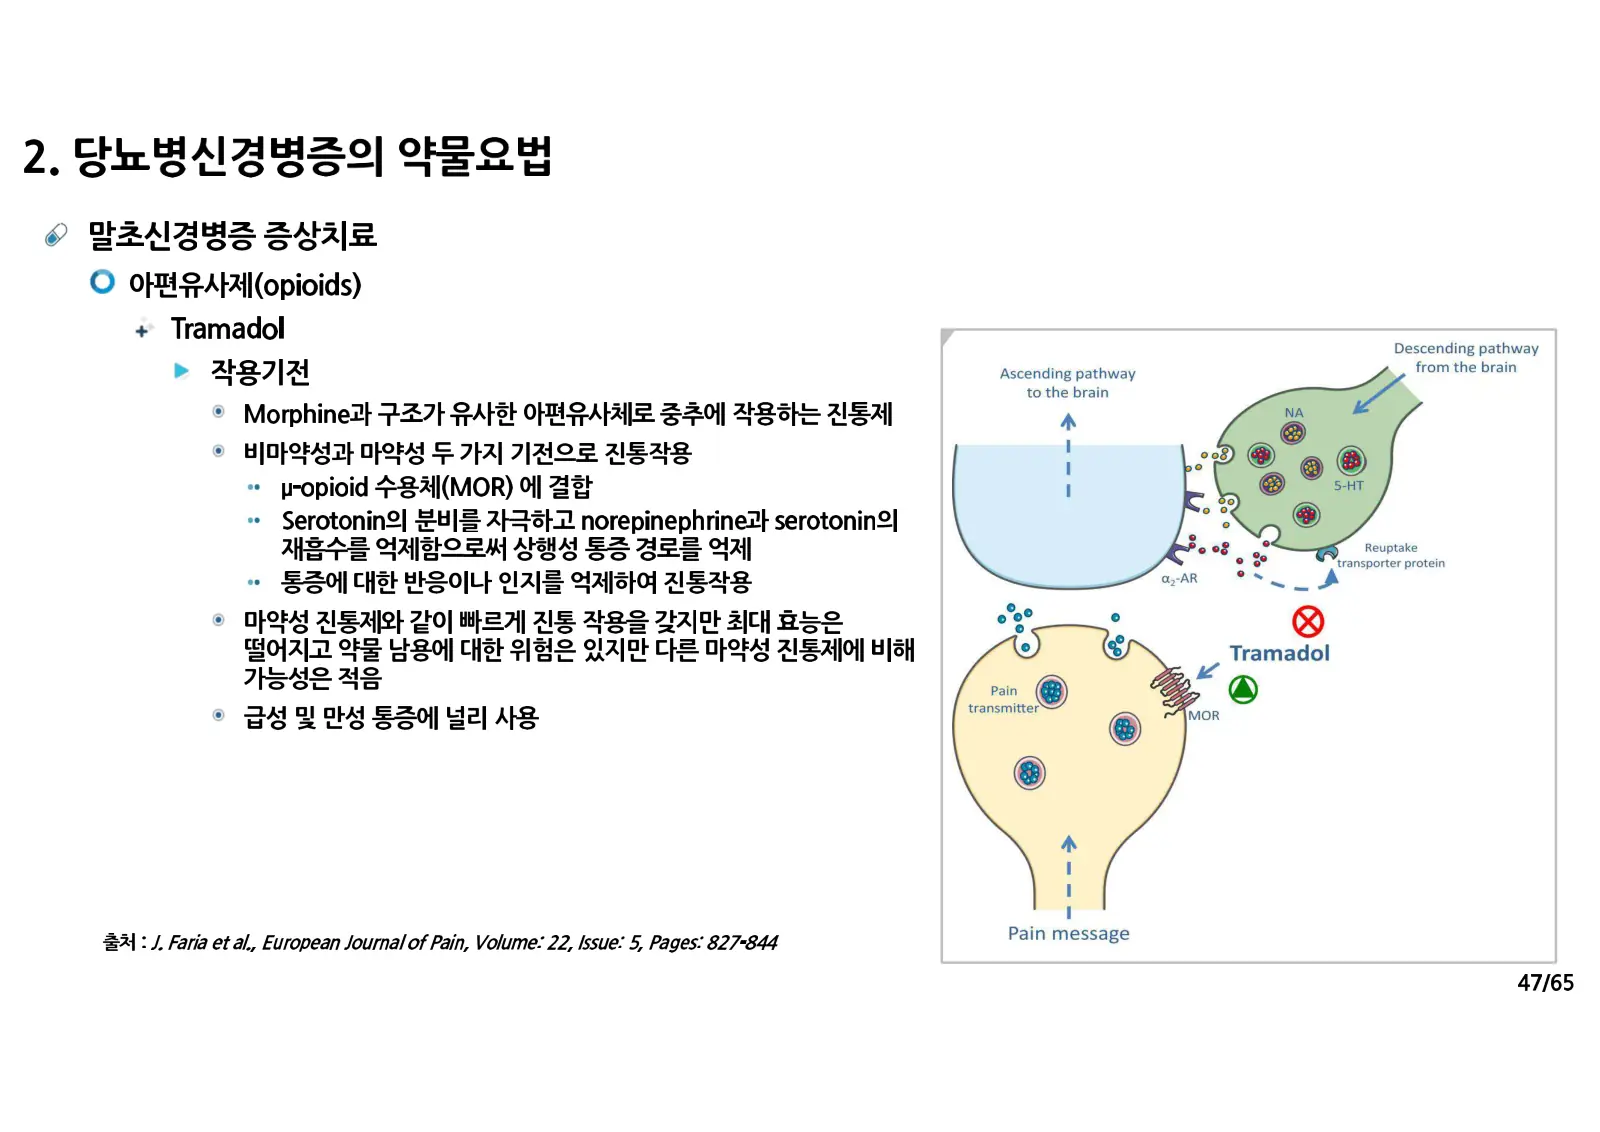 2. 당뇨병신경병증의 약물요법
말초신경병증 증상치료
아편유사제(opioids)
Tramadol
작용기전
Morphine과 구조가 유사한 아편유사체로 중추에 작용하는 진통제
비마약성과 마약성 두 가지 기전으로 진통작용
μ-opioid 수용체(MOR) 에 결합
Serotonin의 분비를 자극하고 norepinephrine과 serotonin의
재흡수를 억제함으로써 상행성 통증 경로를 억제
통증에 대한 반응이나 인지를 억제하여 진통작용
마약성 진통제와 같이 빠르게 진통 작용을 갖지만 최대 효능은
떨어지고 약물 남용에 대한 위험은 있지만 다른 마약성 진통제에 비해
가능성은 적음
급성 및 만성 통증에 널리 사용
Ascending pathway
to the brain
Descending pathway
from the brain
NA
5-HT
Reuptake
transporter protein
α2-AR
Tramadol
Pain
transmitter
MOR
Pain message
출처 : J. Faria et al., European Journal of Pain, Volume: 22, Issue: 5, Pages: 827-844
47/65